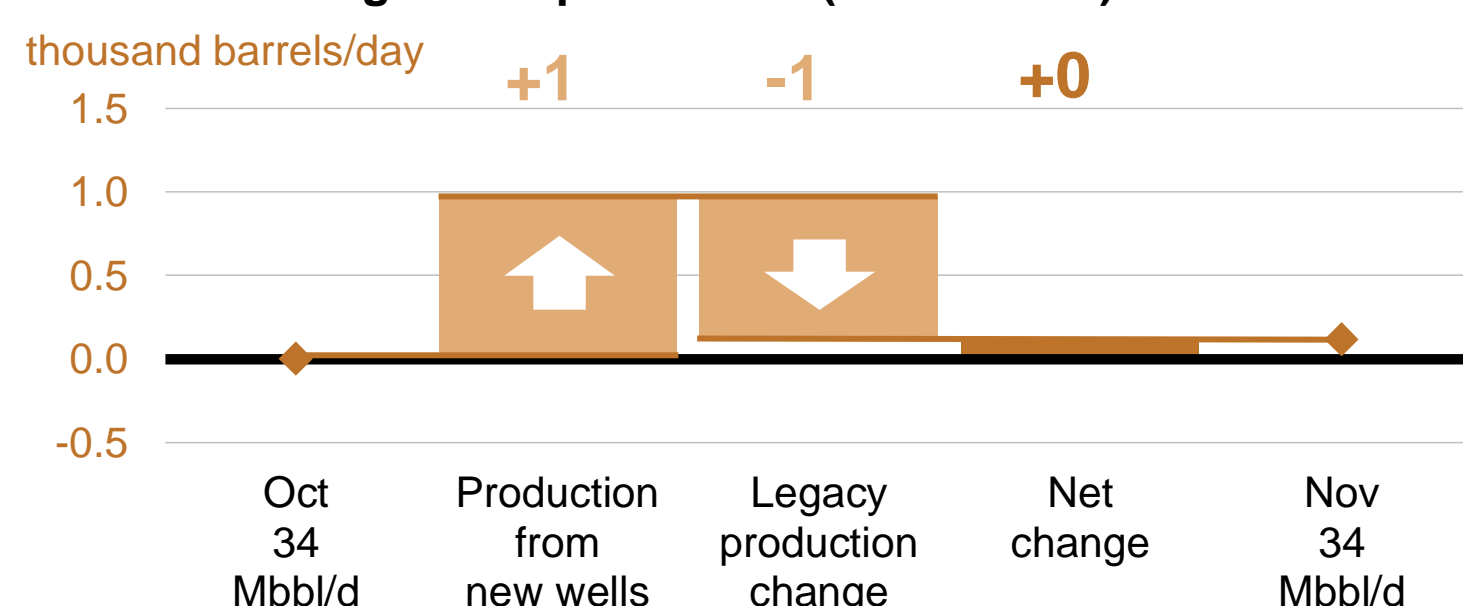 thousand barrels/day
+1
-1
+0
1.5
1.0
0.5
0.0
-0.5
Oct
34
Mbbl/d
Production
from
new wells
Legacy
production
change
Net
change
Nov
34
Mbbl/d